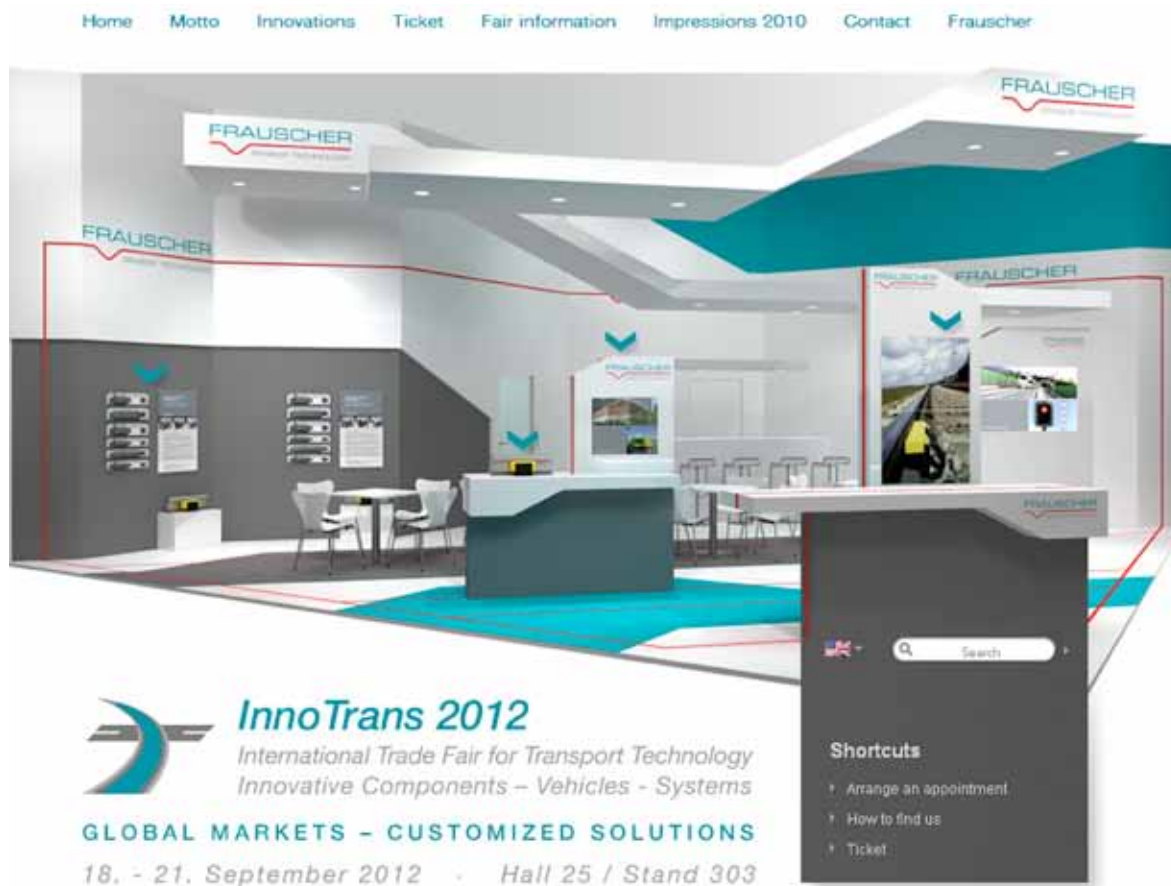 Home Motto Innovations Ticket Fair information Impressions 2010 Contact Frauscher
FRAUSCHER
FRAUSCHER
SENSOR TECHNOLOGY
FRAUSCHER
FRAUSCHER
FRAUSCHER
FRAUSCHER
FRAUSCHER
Search
InnoTrans 2012
International Trade Fair for Transport Technology
Innovative Components – Vehicles - Systems
GLOBAL MARKETS – CUSTOMIZED SOLUTIONS
18. - 21. September 2012 · Hall 25 / Stand 303
Shortcuts
Arrange an appointment
How to find us
Ticket